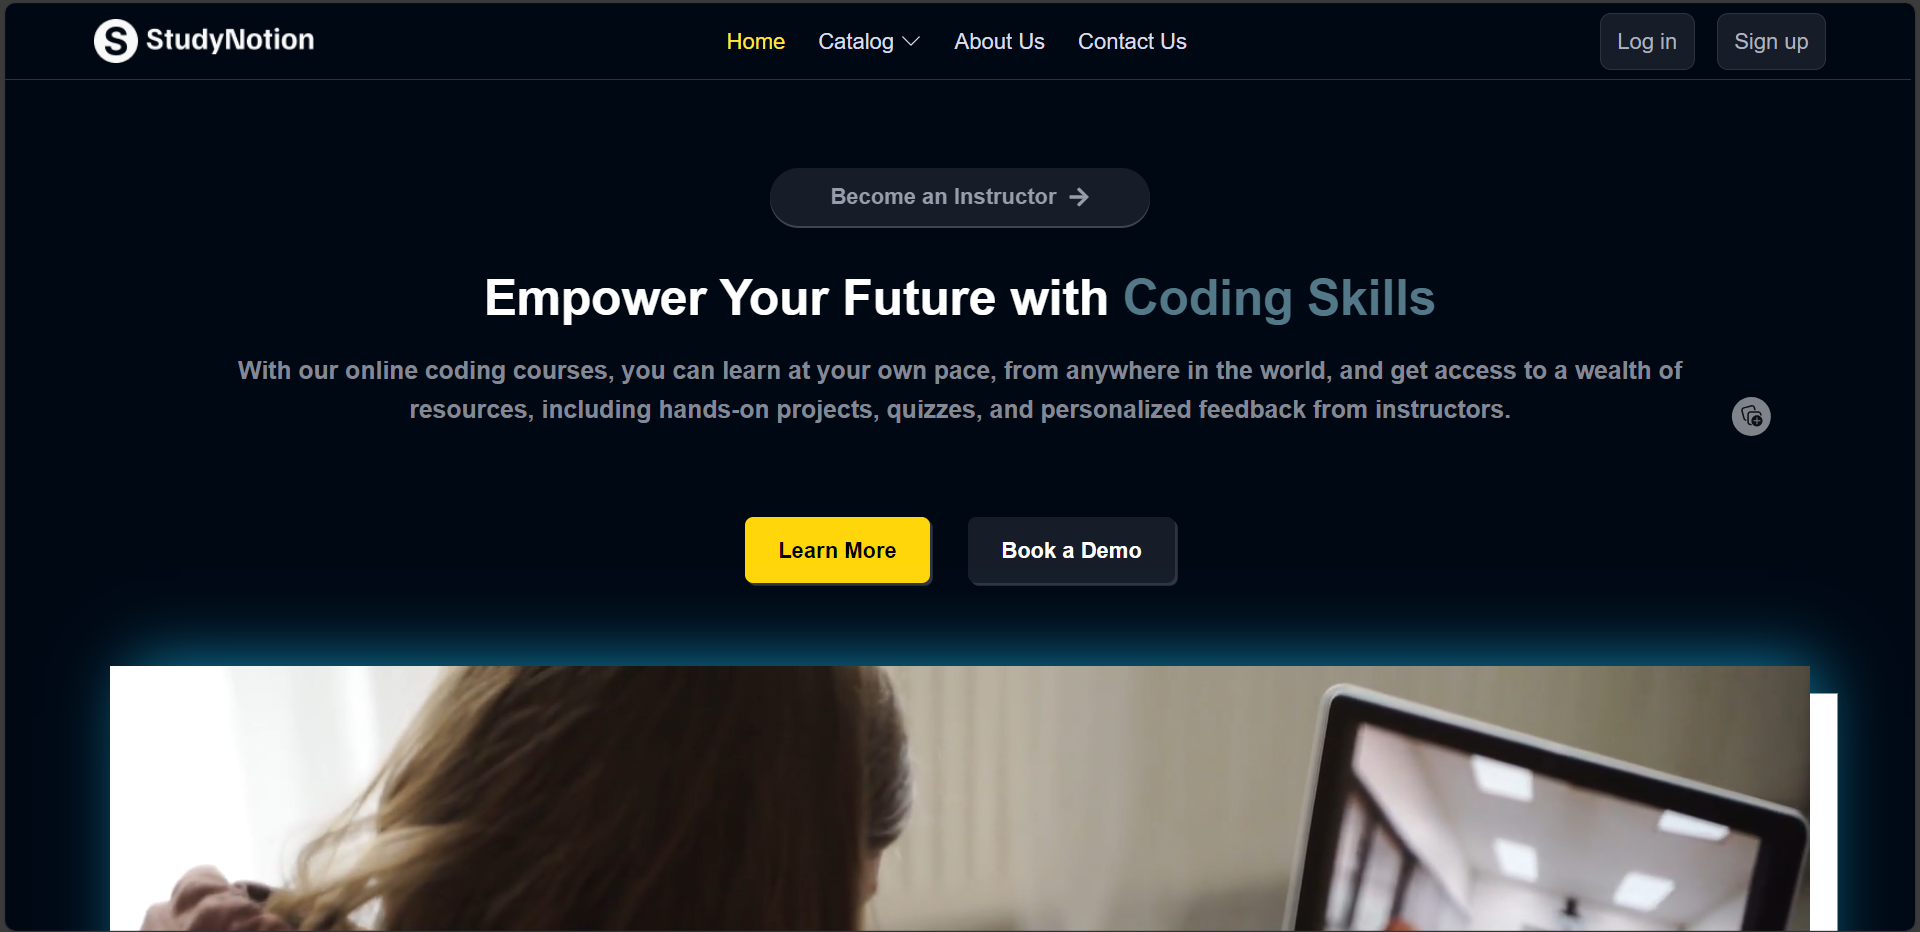 StudyNotion
Home Catalog About Us Contact Us
Log in Sign up
Become an Instructor
Empower Your Future with Coding Skills
With our online coding courses, you can learn at your own pace, from anywhere in the world, and get access to a wealth of
resources, including hands-on projects, quizzes, and personalized feedback from instructors.
Learn More Book a Demo